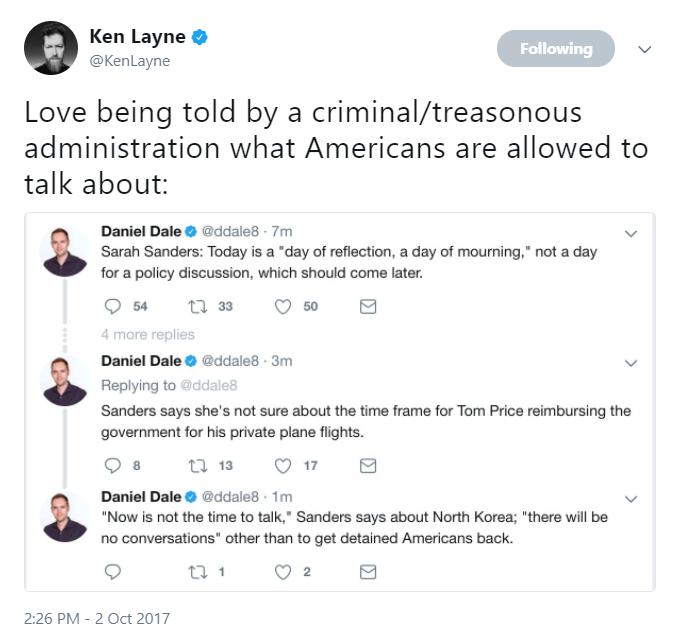 Ken Layne
@KenLayne
Following
Love being told by a criminal/treasonous
administration what Americans are allowed to
talk about:
Daniel Dale @ddale8 · 7m
Sarah Sanders: Today is a "day of reflection, a day of mourning," not a day
for a policy discussion, which should come later.
54 33 50
4 more replies
Daniel Dale @ddale8 · 3m
Replying to @ddale8
Sanders says she's not sure about the time frame for Tom Price reimbursing the
government for his private plane flights.
8 13 17
Daniel Dale @ddale8 · 1m
"Now is not the time to talk," Sanders says about North Korea; "there will be
no conversations" other than to get detained Americans back.
1 2
2:26 PM - 2 Oct 2017